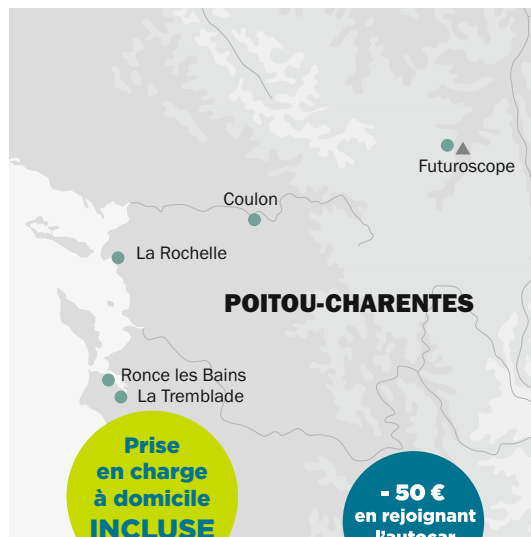 Futuroscope
Coulon
La Rochelle
POITOU-CHARENTES
Ronce les Bains
La Tremblade
Prise
en charge
à domicile
INCLUSE
- 50 €
en rejoignant
l'autocar